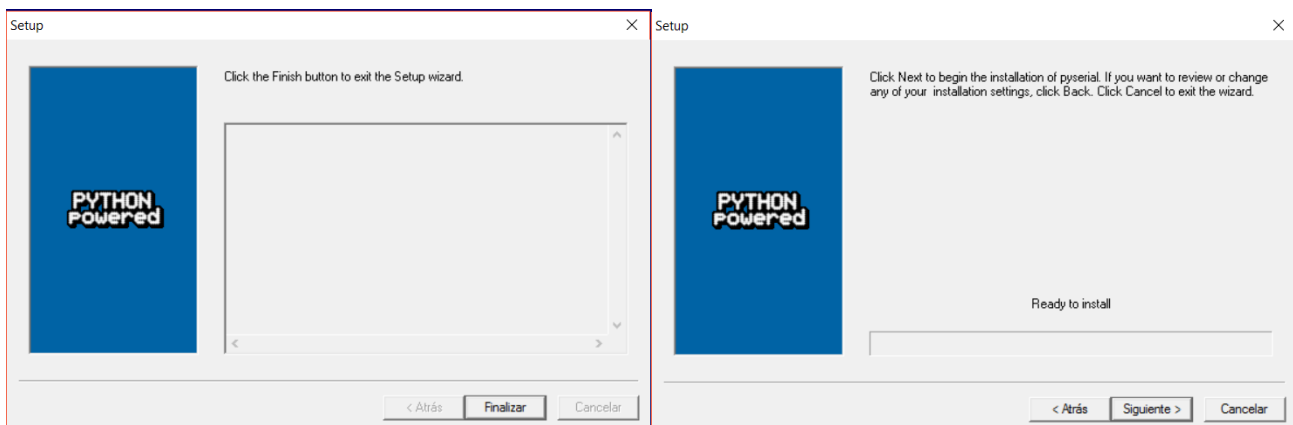 Setup
Click the Finish button to exit the Setup wizard.
PYTHON
Powered
< Atrás
Finalizar
Cancelar
Setup
Click Next to begin the installation of pyserial. If you want to review or change
any of your installation settings, click Back. Click Cancel to exit the wizard.
PYTHON
Powered
Ready to install
< Atrás
Siguiente >
Cancelar